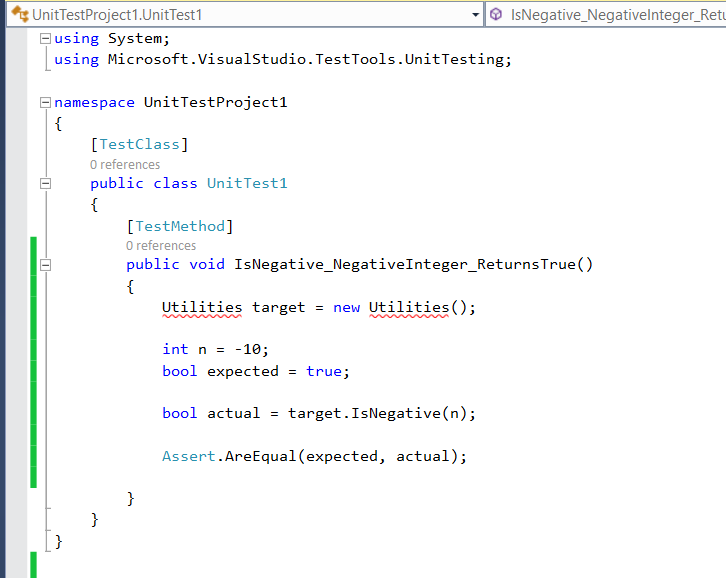 UnitTestProject1.UnitTest1
IsNegative_NegativeInteger_Retu
using System;
using Microsoft.VisualStudio.TestTools.UnitTesting;
namespace UnitTestProject1
{
[TestClass]
0 references
public class UnitTest1
{
[TestMethod]
0 references
public void IsNegative_NegativeInteger_ReturnsTrue()
{
Utilities target = new Utilities();
int n = -10;
bool expected = true;
bool actual = target.IsNegative(n);
Assert.AreEqual(expected, actual);
}
}
}